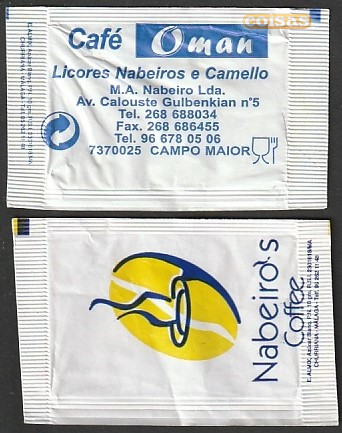 coisas
Café Oman
Licores Nabeiros e Camello
M.A. Nabeiro Lda.
Av. Calouste Gulbenkian nº5
Tel. 268 688034
Fax. 268 686455
Tel. 96 678 05 06
7370025 CAMPO MAIOR
Nabeiro's
Coffee